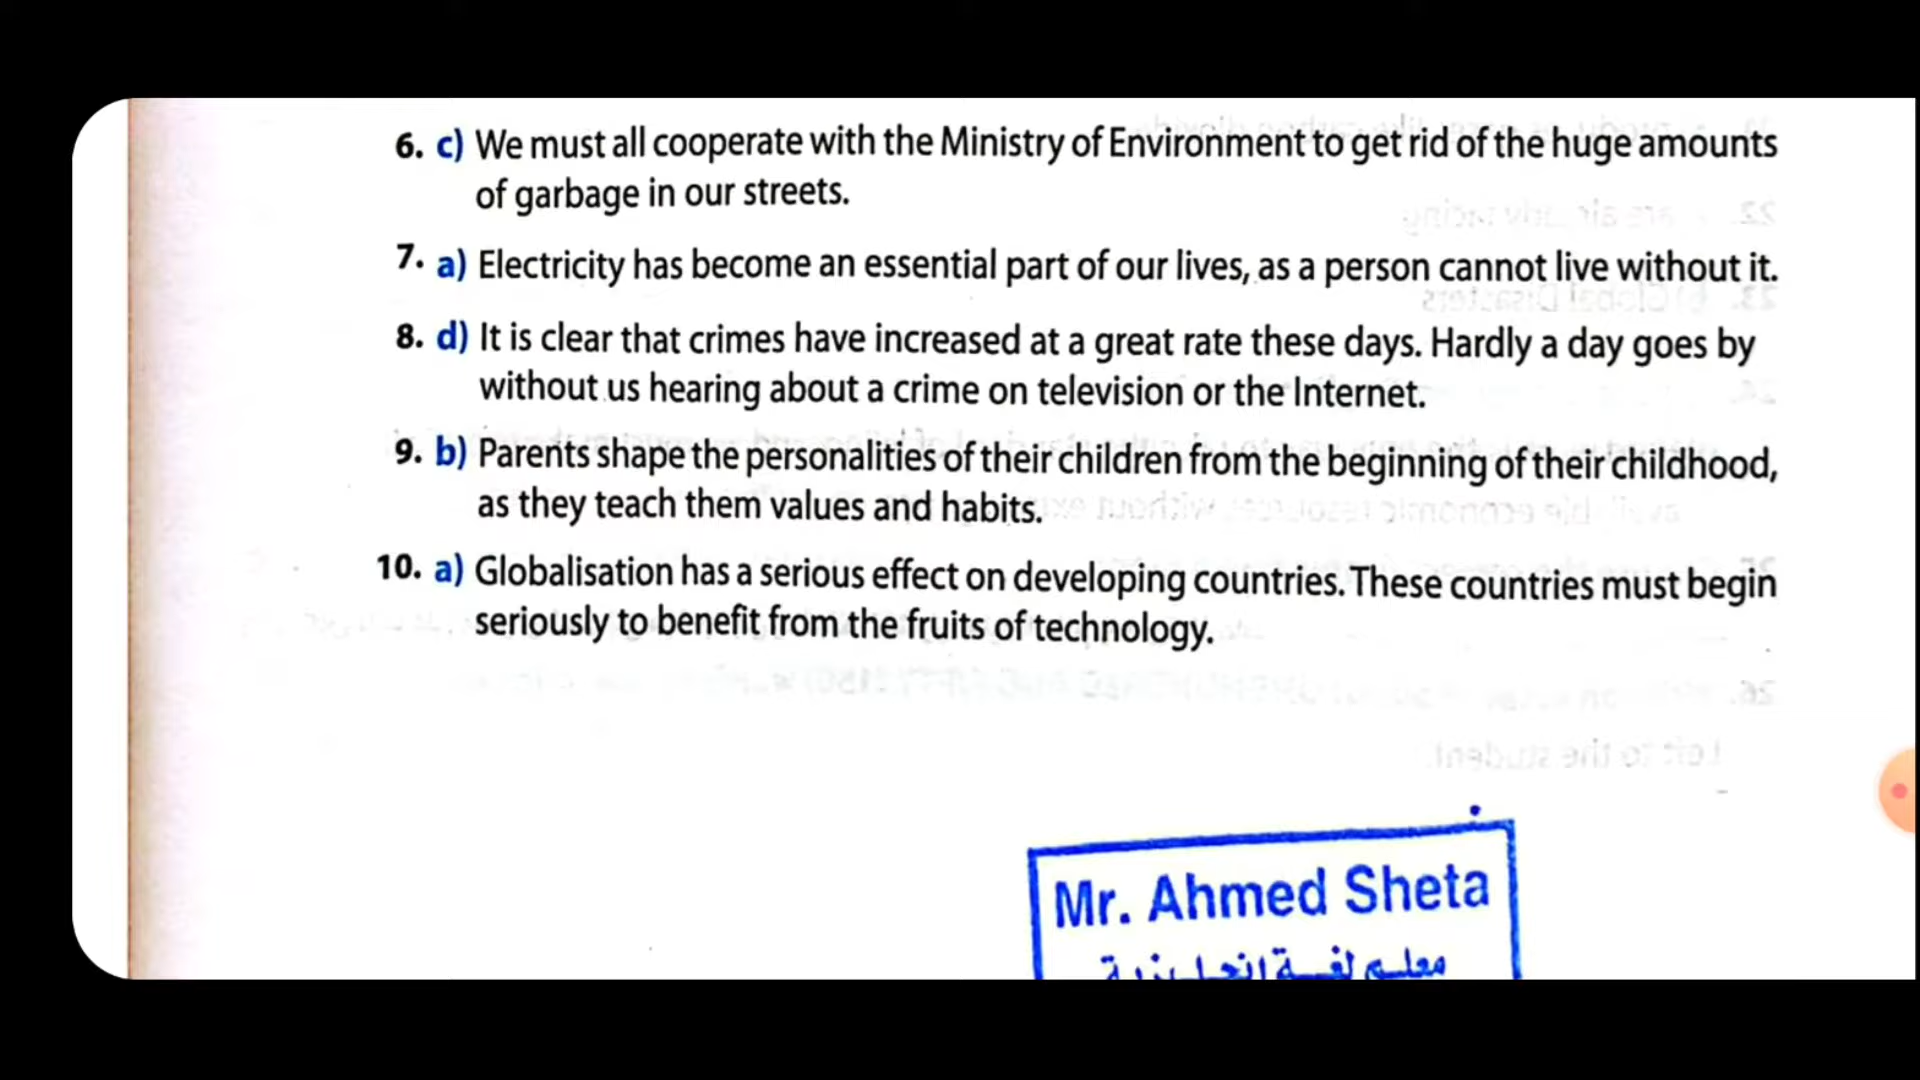 6. c) We must all cooperate with the Ministry of Environment to get rid of the huge amounts
of garbage in our streets.
7. a) Electricity has become an essential part of our lives, as a person cannot live without it.
8. d) It is clear that crimes have increased at a great rate these days. Hardly a day goes by
without us hearing about a crime on television or the Internet.
9. b) Parents shape the personalities of their children from the beginning of their childhood,
as they teach them values and habits.
10. a) Globalisation has a serious effect on developing countries. These countries must begin
seriously to benefit from the fruits of technology.
Mr. Ahmed Sheta
معلم لغة إنجليزية